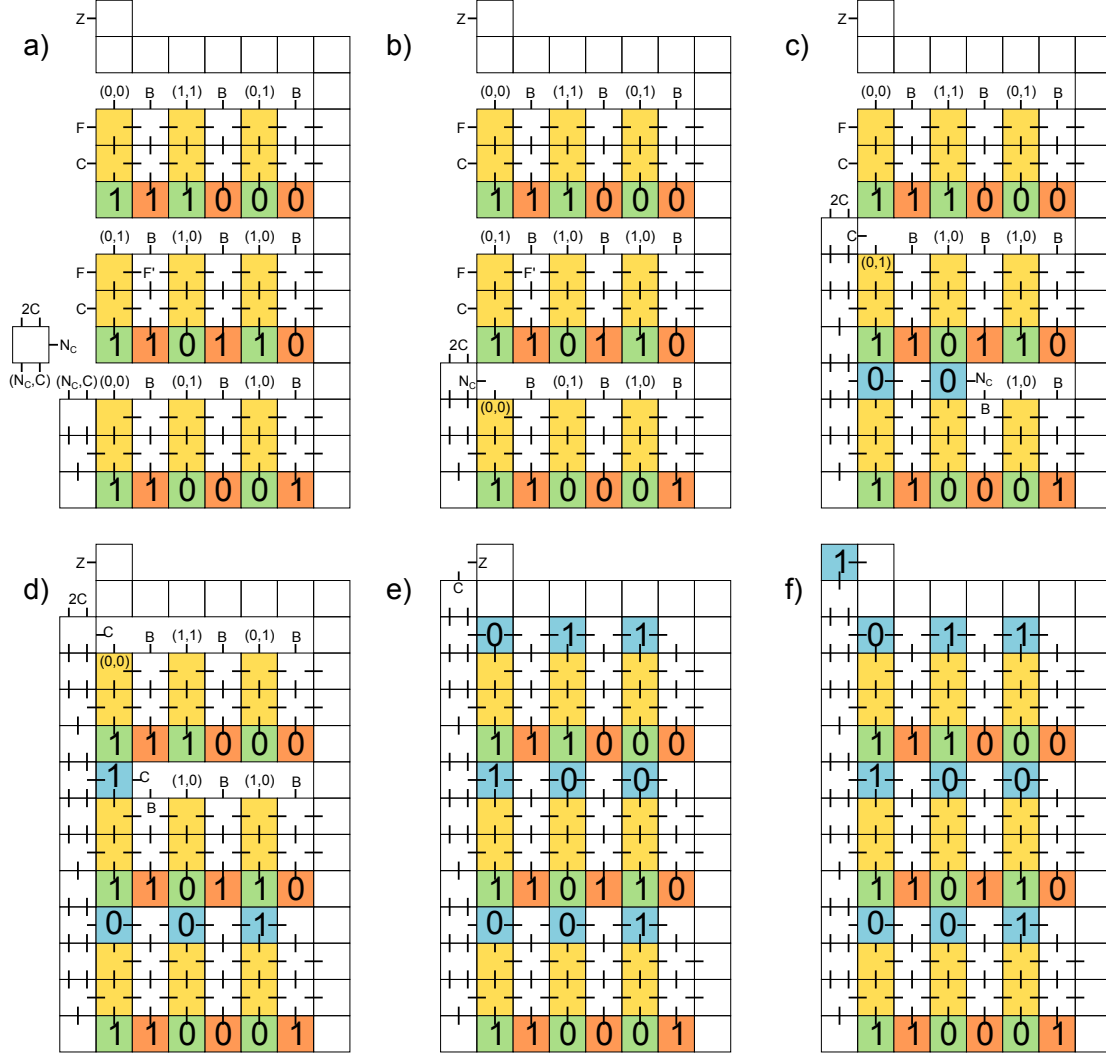 a)
Z
(0,0) B (1,1) B (0,1) B
F
C
1 1 1 0 0 0
(0,1) B (1,0) B (1,0) B
F F'
C
2C
1 1 0 1 1 0
N_C
(N_C,C) (N_C,C) (0,0) B (0,1) B (1,0) B
1 1 0 0 0 1
b)
Z
(0,0) B (1,1) B (0,1) B
F
C
1 1 1 0 0 0
(0,1) B (1,0) B (1,0) B
F F'
C
1 1 0 1 1 0
2C
N_C B (0,1) B (1,0) B
(0,0)
1 1 0 0 0 1
c)
Z
(0,0) B (1,1) B (0,1) B
F
C
1 1 1 0 0 0
2C
C B (1,0) B (1,0) B
(0,1)
1 1 0 1 1 0
0 0 N_C (1,0) B
B
1 1 0 0 0 1
d)
Z
2C
C B (1,1) B (0,1) B
(0,0)
1 1 1 0 0 0
1 C (1,0) B (1,0) B
B
1 1 0 1 1 0
0 0 1
1 1 0 0 0 1
e)
Z
C
0 1 1
1 1 1 0 0 0
1 0 0
1 1 0 1 1 0
0 0 1
1 1 0 0 0 1
f)
1
0 1 1
1 1 1 0 0 0
1 0 0
1 1 0 1 1 0
0 0 1
1 1 0 0 0 1